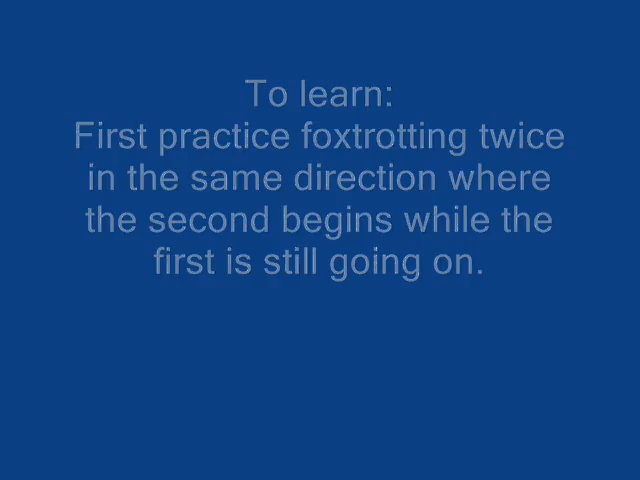 To learn:
First practice foxtrotting twice
in the same direction where
the second begins while the
first is still going on.